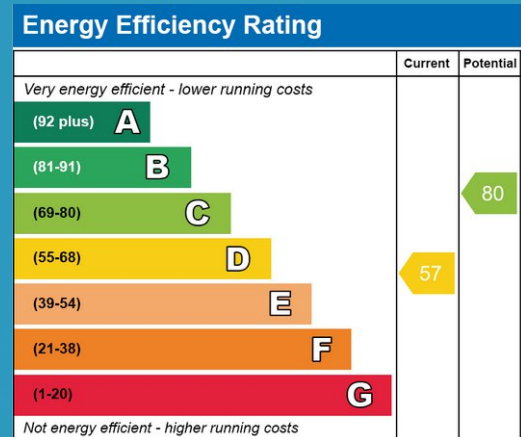 Energy Efficiency Rating
Current Potential
Very energy efficient - lower running costs
(92 plus) A
(81-91) B
(69-80) C
80
(55-68) D
57
(39-54) E
(21-38) F
(1-20) G
Not energy efficient - higher running costs